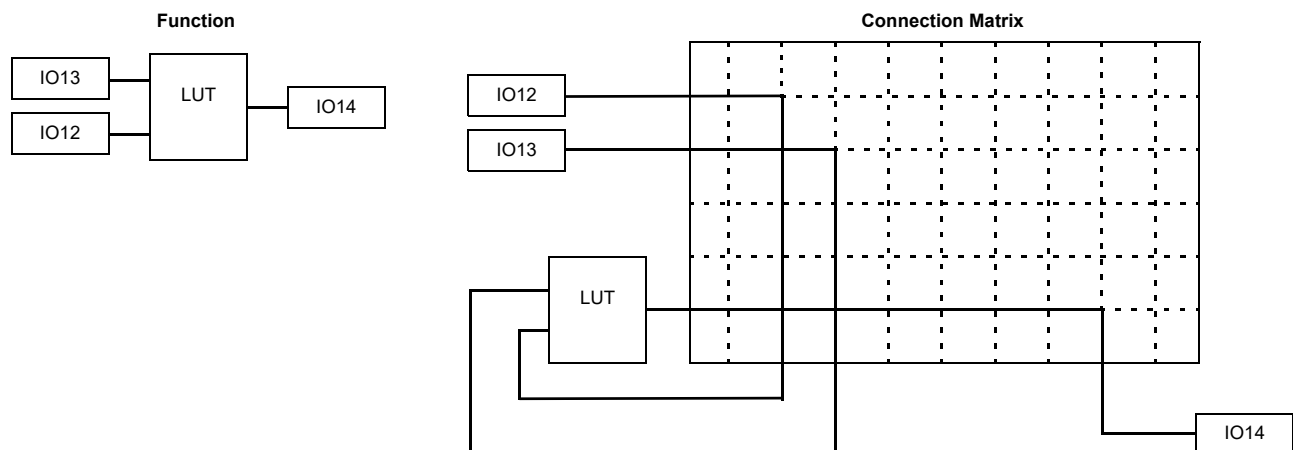 Function
IO13
IO12
LUT
IO14
Connection Matrix
IO12
IO13
LUT
IO14